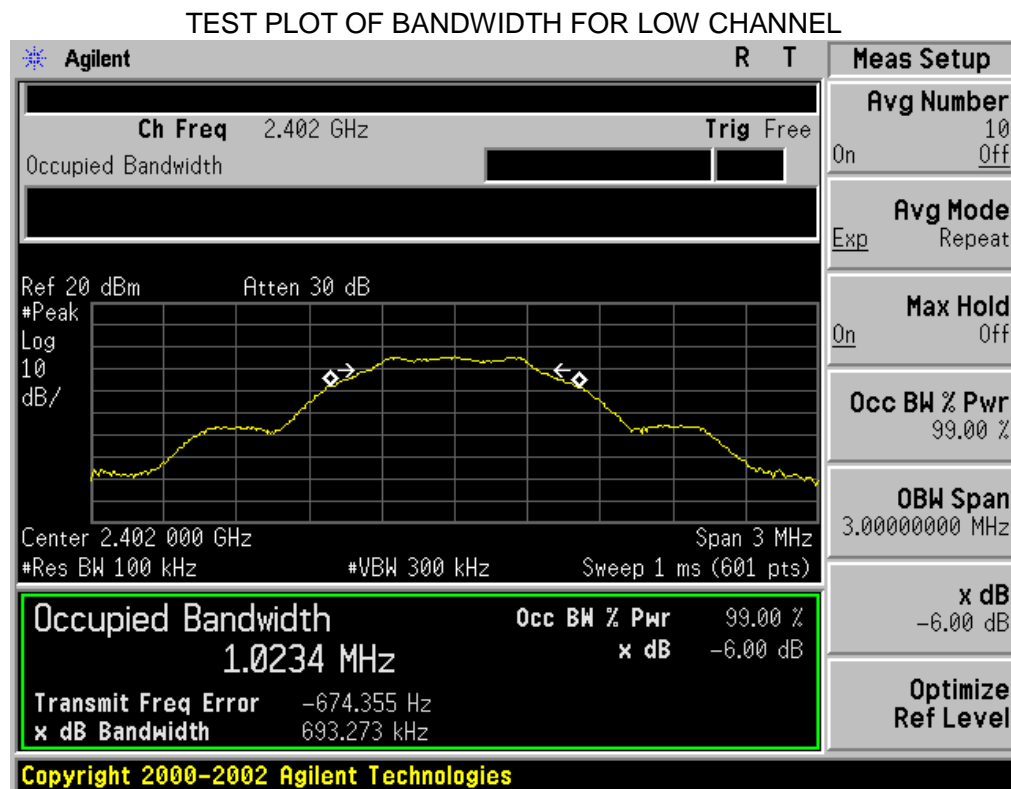 TEST PLOT OF BANDWIDTH FOR LOW CHANNEL
Agilent R T Meas Setup
Ch Freq 2.402 GHz Trig Free
Occupied Bandwidth
Avg Number
10
On Off
Avg Mode
Exp Repeat
Max Hold
On Off
Occ BW % Pwr
99.00 %
OBW Span
3.00000000 MHz
x dB
-6.00 dB
Optimize
Ref Level
Ref 20 dBm Atten 30 dB
#Peak
Log
10
dB/
Center 2.402 000 GHz Span 3 MHz
#Res BW 100 kHz #VBW 300 kHz Sweep 1 ms (601 pts)
Occupied Bandwidth Occ BW % Pwr 99.00 %
1.0234 MHz x dB -6.00 dB
Transmit Freq Error -674.355 Hz
x dB Bandwidth 693.273 kHz
Copyright 2000-2002 Agilent Technologies